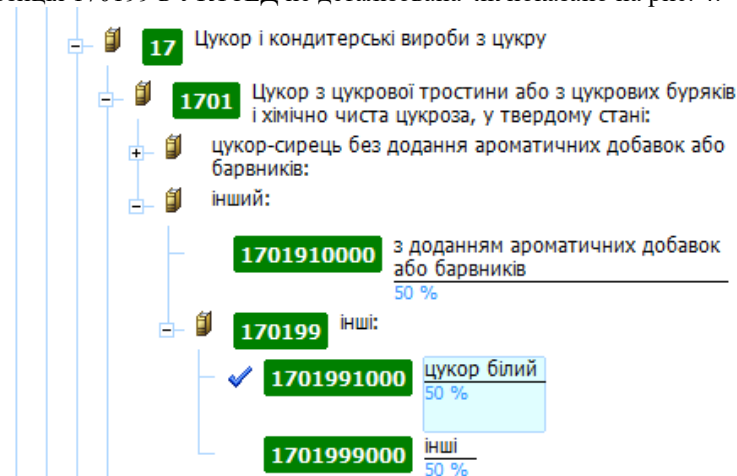 17 Цукор і кондитерські вироби з цукру
1701 Цукор з цукрової тростини або з цукрових буряків
і хімічно чиста цукроза, у твердому стані:
цукор-сирець без додання ароматичних добавок або
барвників:
інший:
1701910000 з доданням ароматичних добавок
або барвників
50 %
170199 інші:
1701991000 цукор білий
50 %
1701999000 інші
50 %